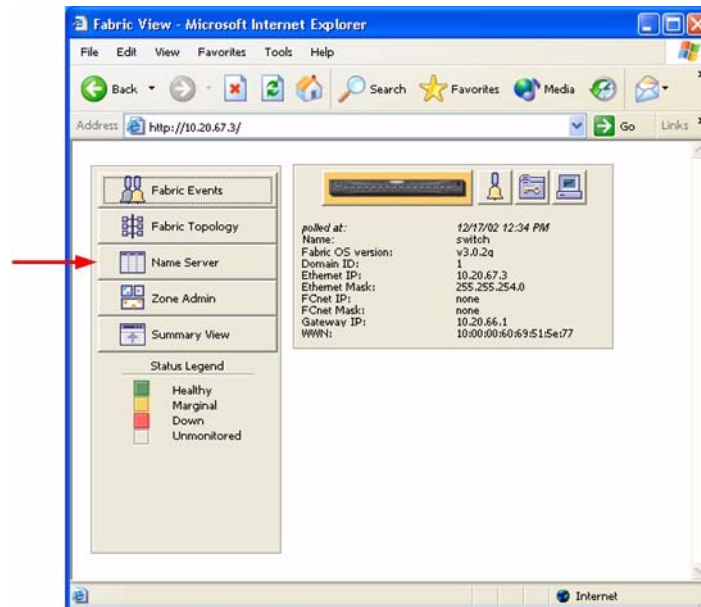 Fabric View - Microsoft Internet Explorer
File Edit View Favorites Tools Help
Back Search Favorites Media
Address http://10.20.67.3/ Go Links
Fabric Events
Fabric Topology
Name Server
Zone Admin
Summary View
Status Legend
Healthy
Marginal
Down
Unmonitored
polled at: 12/17/02 12:34 PM
Name: switch
Fabric OS version: v3.0.2q
Domain ID: 1
Ethernet IP: 10.20.67.3
Ethernet Mask: 255.255.254.0
FCnet IP: none
FCnet Mask: none
Gateway IP: 10.20.66.1
WWN: 10:00:00:60:69:51:5e:77
Internet